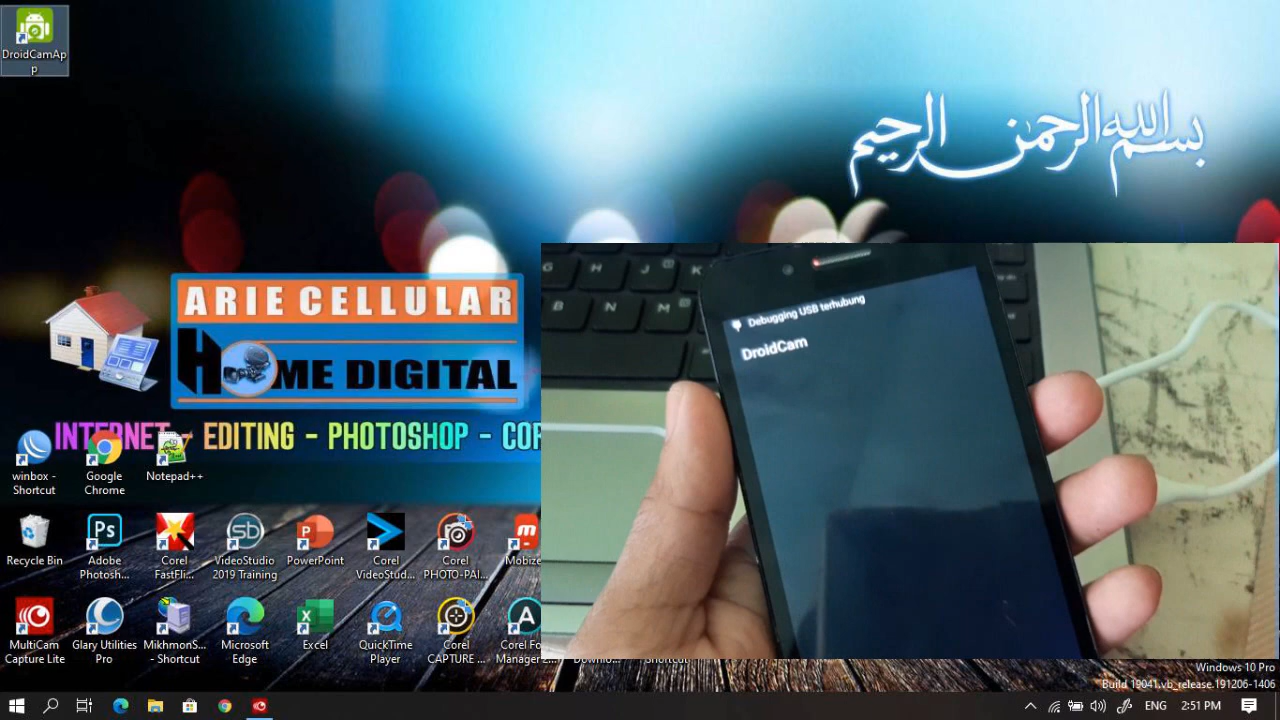 DroidCamAp
p
بسم الله الرحمن الرحيم
ARIE CELLULAR
HOME DIGITAL
INTERNET - EDITING - PHOTOSHOP - COR
G H J K
B N M
Debugging USB terhubung
DroidCam
winbox -
Shortcut
Google
Chrome
Notepad++
Recycle Bin
Ps
Adobe
Photosh...
Corel
FastFli...
sb
VideoStudio
2019 Training
P
PowerPoint
Corel
VideoStud...
Corel
PHOTO-PAI...
m
Mobize
MultiCam
Capture Lite
Glary Utilities
Pro
MikhmonS...
- Shortcut
Microsoft
Edge
X
Excel
QuickTime
Player
Corel
CAPTURE ...
A
Corel Fo
Manager
Windows 10 Pro
Build 19041.vb_release.191206-1406
ENG
2:51 PM